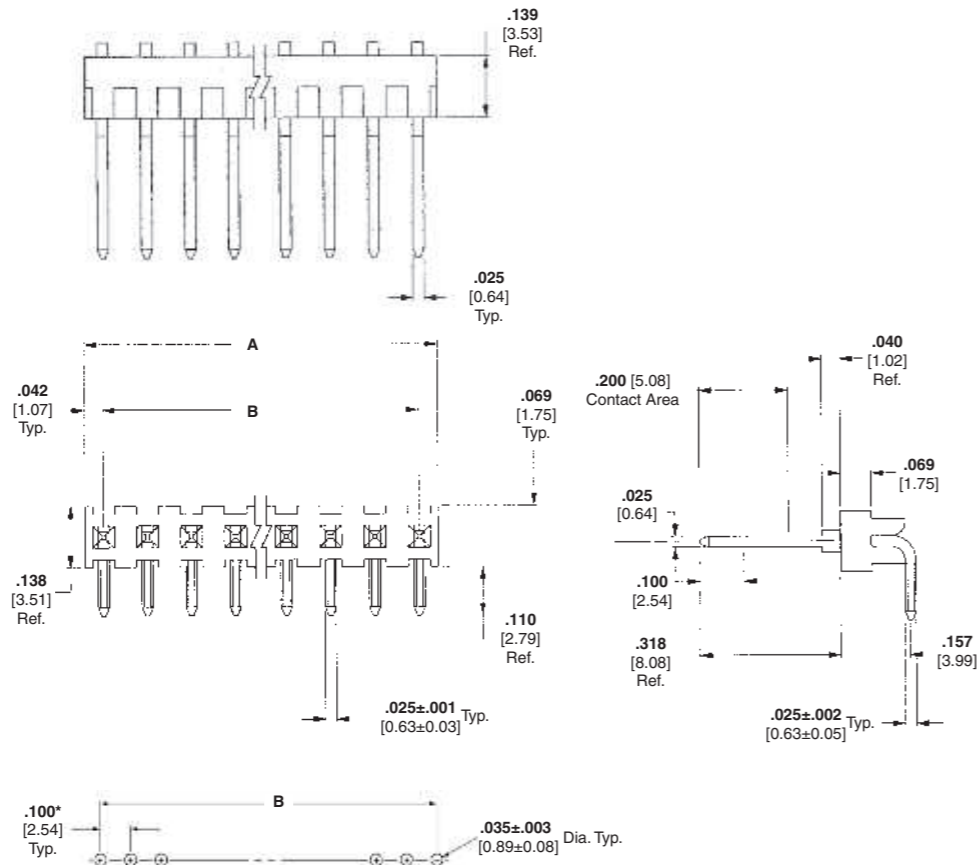 .139
[3.53]
Ref.
.025
[0.64]
Typ.
A
.042
[1.07]
Typ.
B
.069
[1.75]
Typ.
.138
[3.51]
Ref.
.110
[2.79]
Ref.
.025±.001
[0.63±0.03] Typ.
.040
[1.02]
Ref.
.200 [5.08]
Contact Area
.069
[1.75]
.025
[0.64]
.100
[2.54]
.318
[8.08]
Ref.
.157
[3.99]
.025±.002
[0.63±0.05] Typ.
B
.100*
[2.54]
Typ.
.035±.003
[0.89±0.08] Dia. Typ.